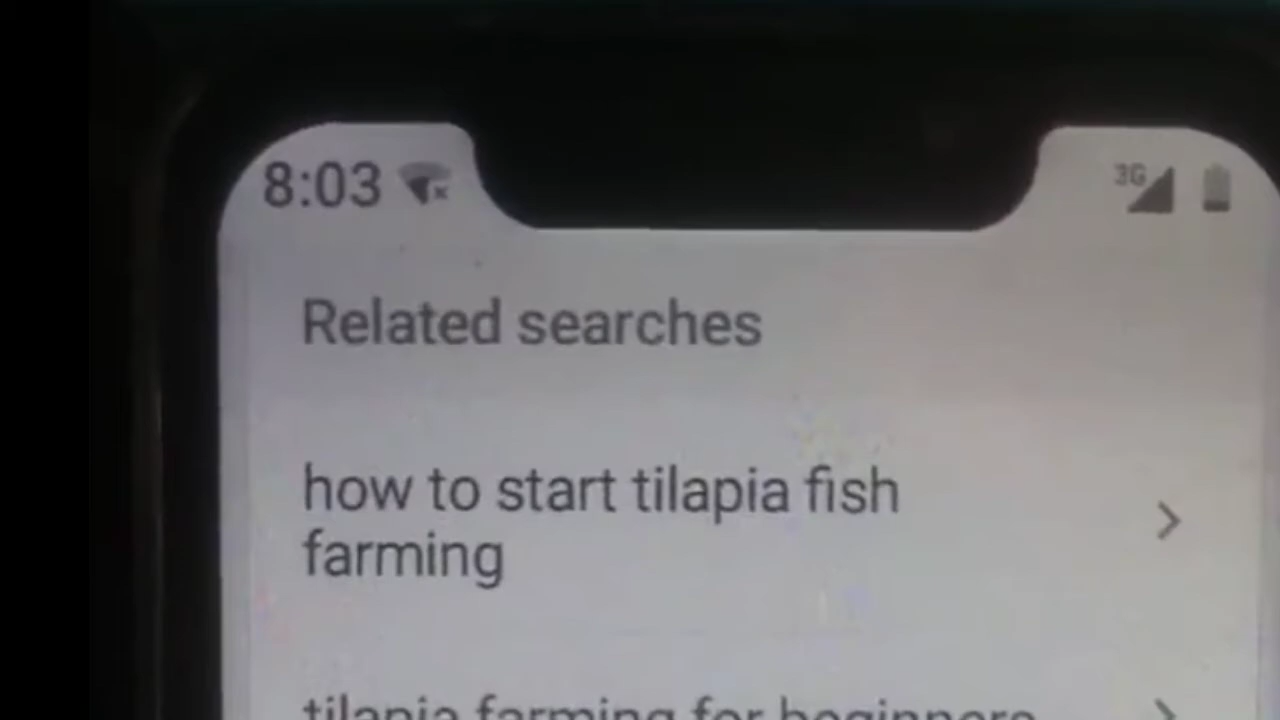 8:03
3G
Related searches
how to start tilapia fish
farming
tilapia farming for beginners